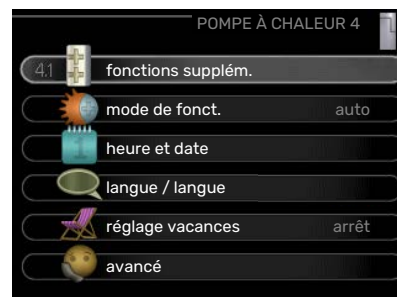 POMPE À CHALEUR 4
4.1 fonctions supplém.
mode de fonct. auto
1 heure et date
langue / langue
réglage vacances arrêt
avancé